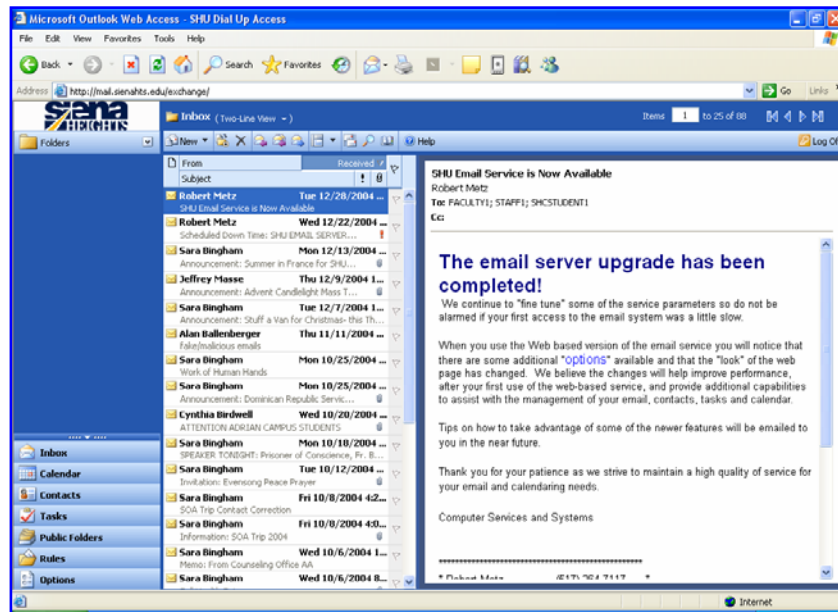 Microsoft Outlook Web Access - SHU Dial Up Access
File Edit View Favorites Tools Help
Back Search Favorites
Address http://mail.sienahts.edu/exchange/ Go Links
Siena HEIGHTS
Inbox (Two-Line View) Items 1 to 25 of 88
Folders New Help Log Of
From Received
Subject !
Robert Metz Tue 12/28/2004 ...
SHU Email Service is Now Available
Robert Metz Wed 12/22/2004 ...
Scheduled Down Time: SHU EMAIL SERVER... !
Sara Bingham Mon 12/13/2004 ...
Announcement: Summer in France for SHU...
Jeffrey Masse Thu 12/9/2004 1...
Announcement: Advent Candlelight Mass T...
Sara Bingham Tue 12/7/2004 1...
Announcement: Stuff a Van for Christmas- this Th...
Alan Ballenberger Thu 11/11/2004 ...
fake/malicious emails
Sara Bingham Mon 10/25/2004 ...
Work of Human Hands
Sara Bingham Mon 10/25/2004 ...
Announcement: Dominican Republic Servic...
Cynthia Birdwell Wed 10/20/2004 ...
ATTENTION ADRIAN CAMPUS STUDENTS
Sara Bingham Mon 10/18/2004 ...
SPEAKER TONIGHT: Prisoner of Conscience, Fr. B...
Sara Bingham Tue 10/12/2004 ...
Invitation: Evensong Peace Prayer
Sara Bingham Fri 10/8/2004 4:2...
SOA Trip Contact Correction
Sara Bingham Fri 10/8/2004 4:0...
Information: SOA Trip 2004
Sara Bingham Wed 10/6/2004 1...
Memo: From Counseling Office AA
Sara Bingham Wed 10/6/2004 8...
Inbox
Calendar
Contacts
Tasks
Public Folders
Rules
Options
SHU Email Service is Now Available
Robert Metz
To: FACULTY1; STAFF1; SHCSTUDENT1
Cc:
The email server upgrade has been
completed!
We continue to "fine tune" some of the service parameters so do not be
alarmed if your first access to the email system was a little slow.
When you use the Web based version of the email service you will notice that
there are some additional "options" available and that the "look" of the web
page has changed. We believe the changes will help improve performance,
after your first use of the web-based service, and provide additional capabilities
to assist with the management of your email, contacts, tasks and calendar.
Tips on how to take advantage of some of the newer features will be emailed to
you in the near future.
Thank you for your patience as we strive to maintain a high quality of service for
your email and calendaring needs.
Computer Services and Systems
* Robert Metz (517) 264-7117 *
Internet